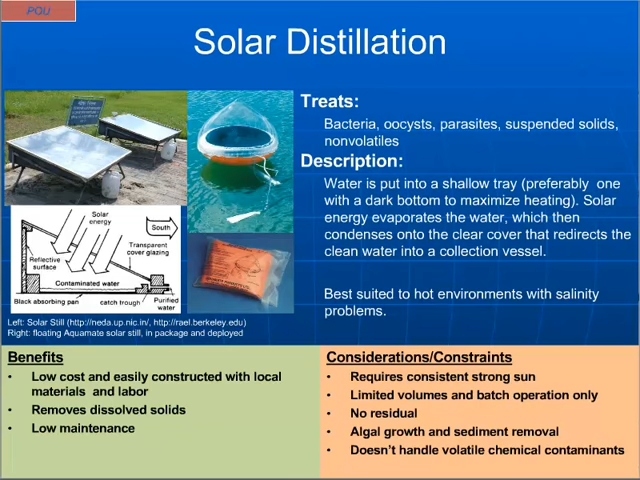 POU
Solar Distillation
Treats:
Bacteria, oocysts, parasites, suspended solids,
nonvolatiles
Description:
Water is put into a shallow tray (preferably one
with a dark bottom to maximize heating). Solar
energy evaporates the water, which then
condenses onto the clear cover that redirects the
clean water into a collection vessel.
Best suited to hot environments with salinity
problems.
Solar
energy
South
Transparent
cover glazing
Reflective
surface
Contaminated water
Black absorbing pan
catch trough
Purified
water
Left: Solar Still (http://neda.up.nic.in/, http://rael.berkeley.edu)
Right: floating Aquamate solar still, in package and deployed
Benefits
• Low cost and easily constructed with local
materials and labor
• Removes dissolved solids
• Low maintenance
Considerations/Constraints
• Requires consistent strong sun
• Limited volumes and batch operation only
• No residual
• Algal growth and sediment removal
• Doesn't handle volatile chemical contaminants